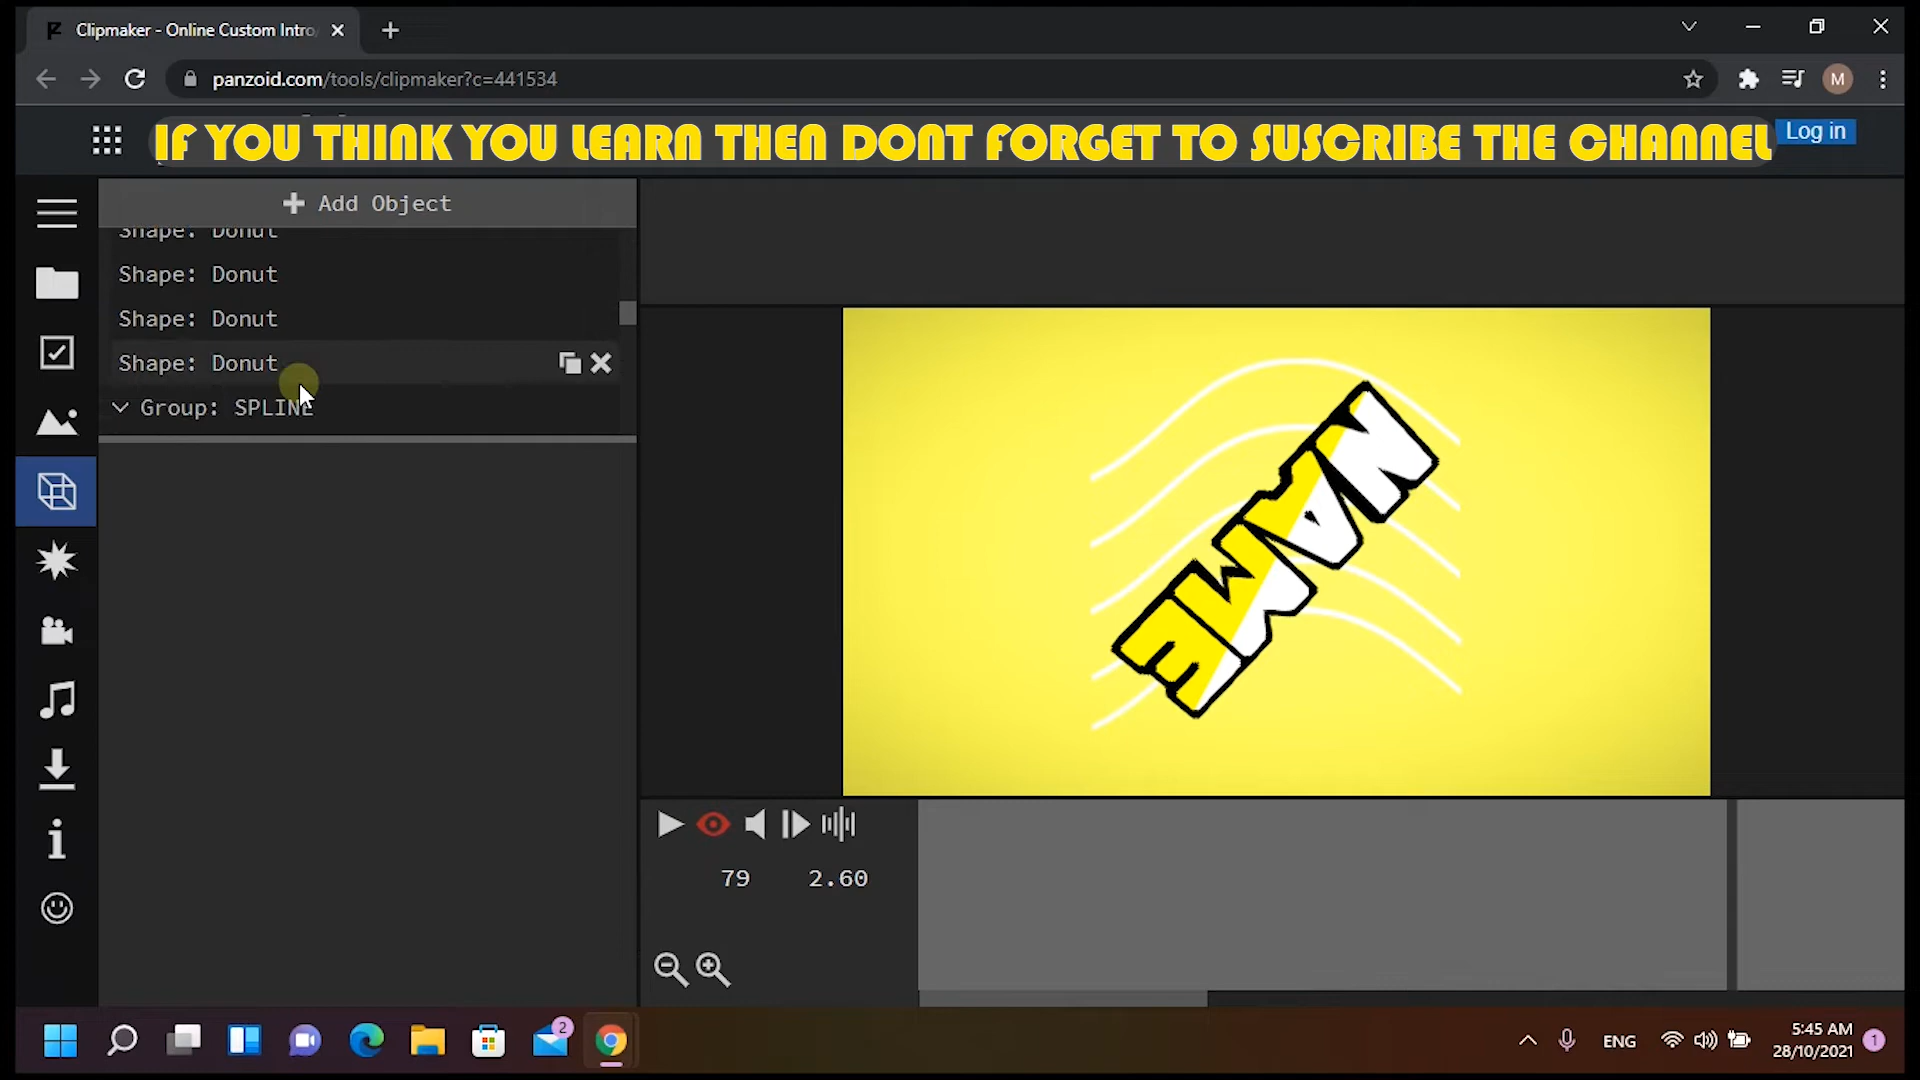 Clipmaker - Online Custom Intro
panzoid.com/tools/clipmaker?c=441534
M
IF YOU THINK YOU LEARN THEN DONT FORGET TO SUSCRIBE THE CHANNEL
Log in
Add Object
Shape: Donut
Shape: Donut
Shape: Donut
Shape: Donut
Group: SPLINE
NAME
79 2.60
2
ENG
5:45 AM
28/10/2021
1